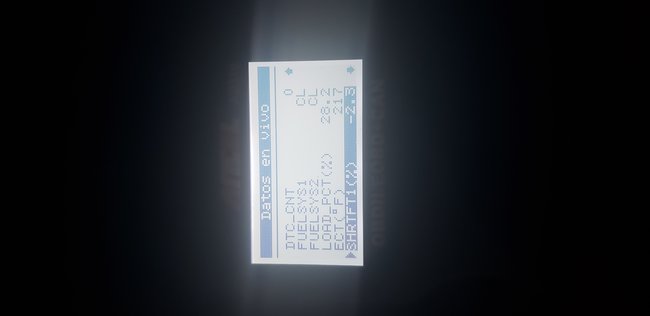 Datos en vivo
DTC_CNT 0
FUELSYS1 CL
FUELSYS2 CL
LOAD_PCT(%) 28.2
ECT(°F) 217
SHRTFT1(%) -2.3